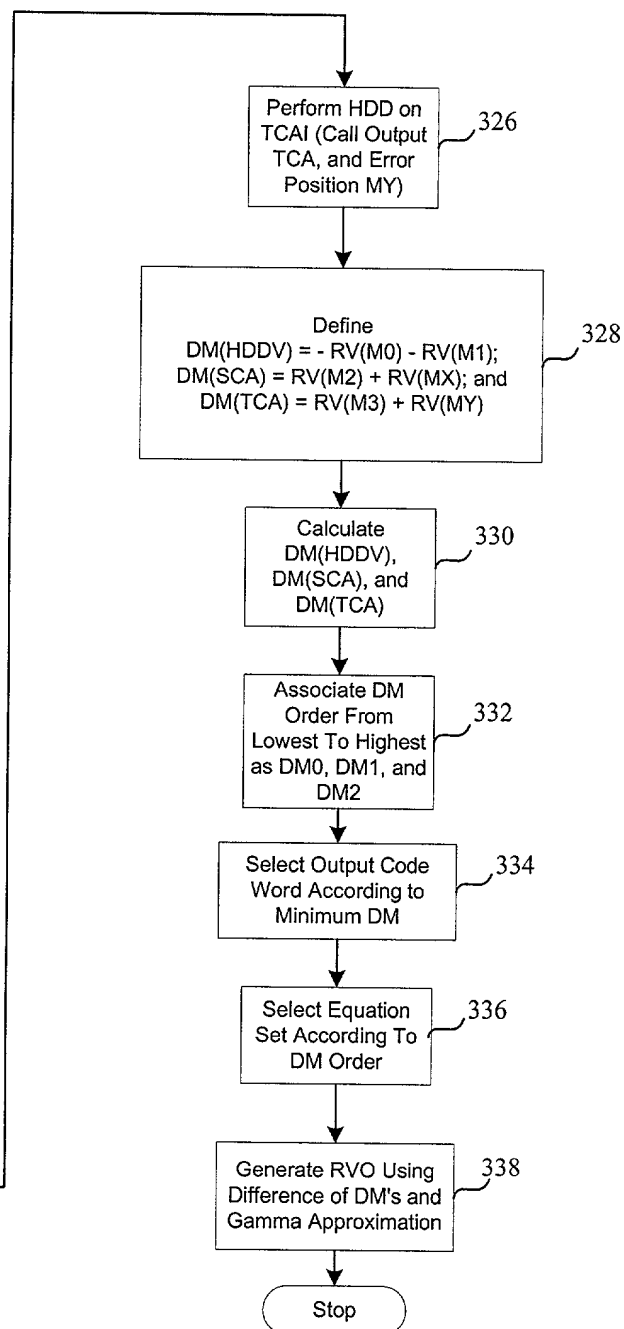 Perform HDD on
TCAI (Call Output
TCA, and Error
Position MY)
326
Define
DM(HDDV) = - RV(M0) - RV(M1);
DM(SCA) = RV(M2) + RV(MX); and
DM(TCA) = RV(M3) + RV(MY)
328
Calculate
DM(HDDV),
DM(SCA), and
DM(TCA)
330
Associate DM
Order From
Lowest To Highest
as DM0, DM1, and
DM2
332
Select Output Code
Word According to
Minimum DM
334
Select Equation
Set According To
DM Order
336
Generate RVO Using
Difference of DM's and
Gamma Approximation
338
Stop